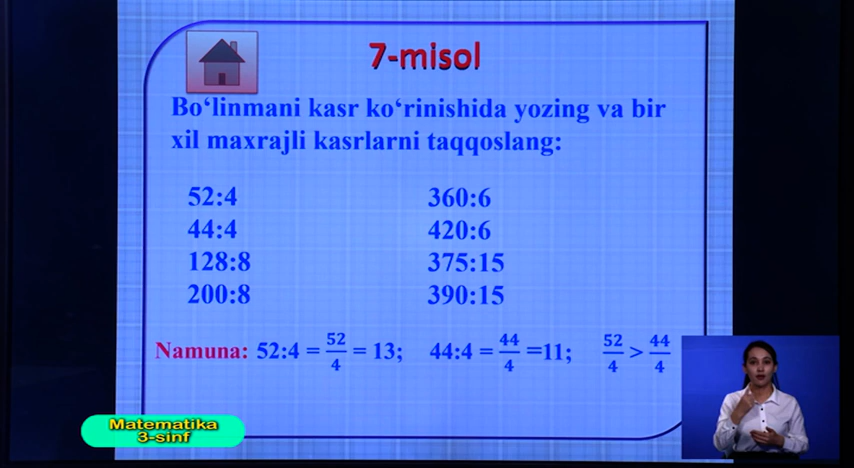 7-misol
Bo‘linmani kasr ko‘rinishida yozing va bir
xil maxrajli kasrlarni taqqoslang:
52:4
44:4
128:8
200:8
360:6
420:6
375:15
390:15
Namuna: 52:4 = 52/4 = 13; 44:4 = 44/4 =11; 52/4 > 44/4
Matematika
3-sinf